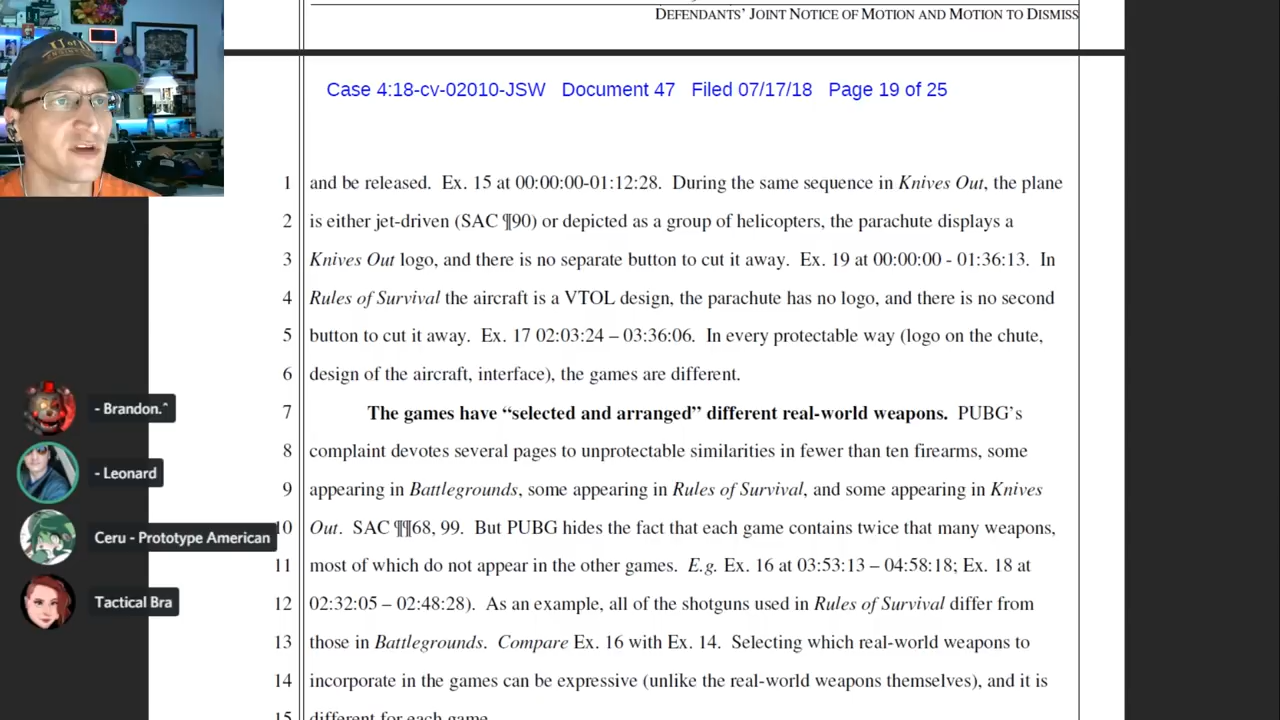 DEFENDANTS' JOINT NOTICE OF MOTION AND MOTION TO DISMISS
Case 4:18-cv-02010-JSW Document 47 Filed 07/17/18 Page 19 of 25
1 and be released. Ex. 15 at 00:00:00-01:12:28. During the same sequence in Knives Out, the plane
2 is either jet-driven (SAC ¶90) or depicted as a group of helicopters, the parachute displays a
3 Knives Out logo, and there is no separate button to cut it away. Ex. 19 at 00:00:00 - 01:36:13. In
4 Rules of Survival the aircraft is a VTOL design, the parachute has no logo, and there is no second
5 button to cut it away. Ex. 17 02:03:24 – 03:36:06. In every protectable way (logo on the chute,
6 design of the aircraft, interface), the games are different.
7 The games have “selected and arranged” different real-world weapons. PUBG’s
8 complaint devotes several pages to unprotectable similarities in fewer than ten firearms, some
9 appearing in Battlegrounds, some appearing in Rules of Survival, and some appearing in Knives
10 Out. SAC ¶¶68, 99. But PUBG hides the fact that each game contains twice that many weapons,
11 most of which do not appear in the other games. E.g. Ex. 16 at 03:53:13 – 04:58:18; Ex. 18 at
12 02:32:05 – 02:48:28). As an example, all of the shotguns used in Rules of Survival differ from
13 those in Battlegrounds. Compare Ex. 16 with Ex. 14. Selecting which real-world weapons to
14 incorporate in the games can be expressive (unlike the real-world weapons themselves), and it is
15 different for each game.
- Brandon.^
- Leonard
Ceru - Prototype American
Tactical Bra